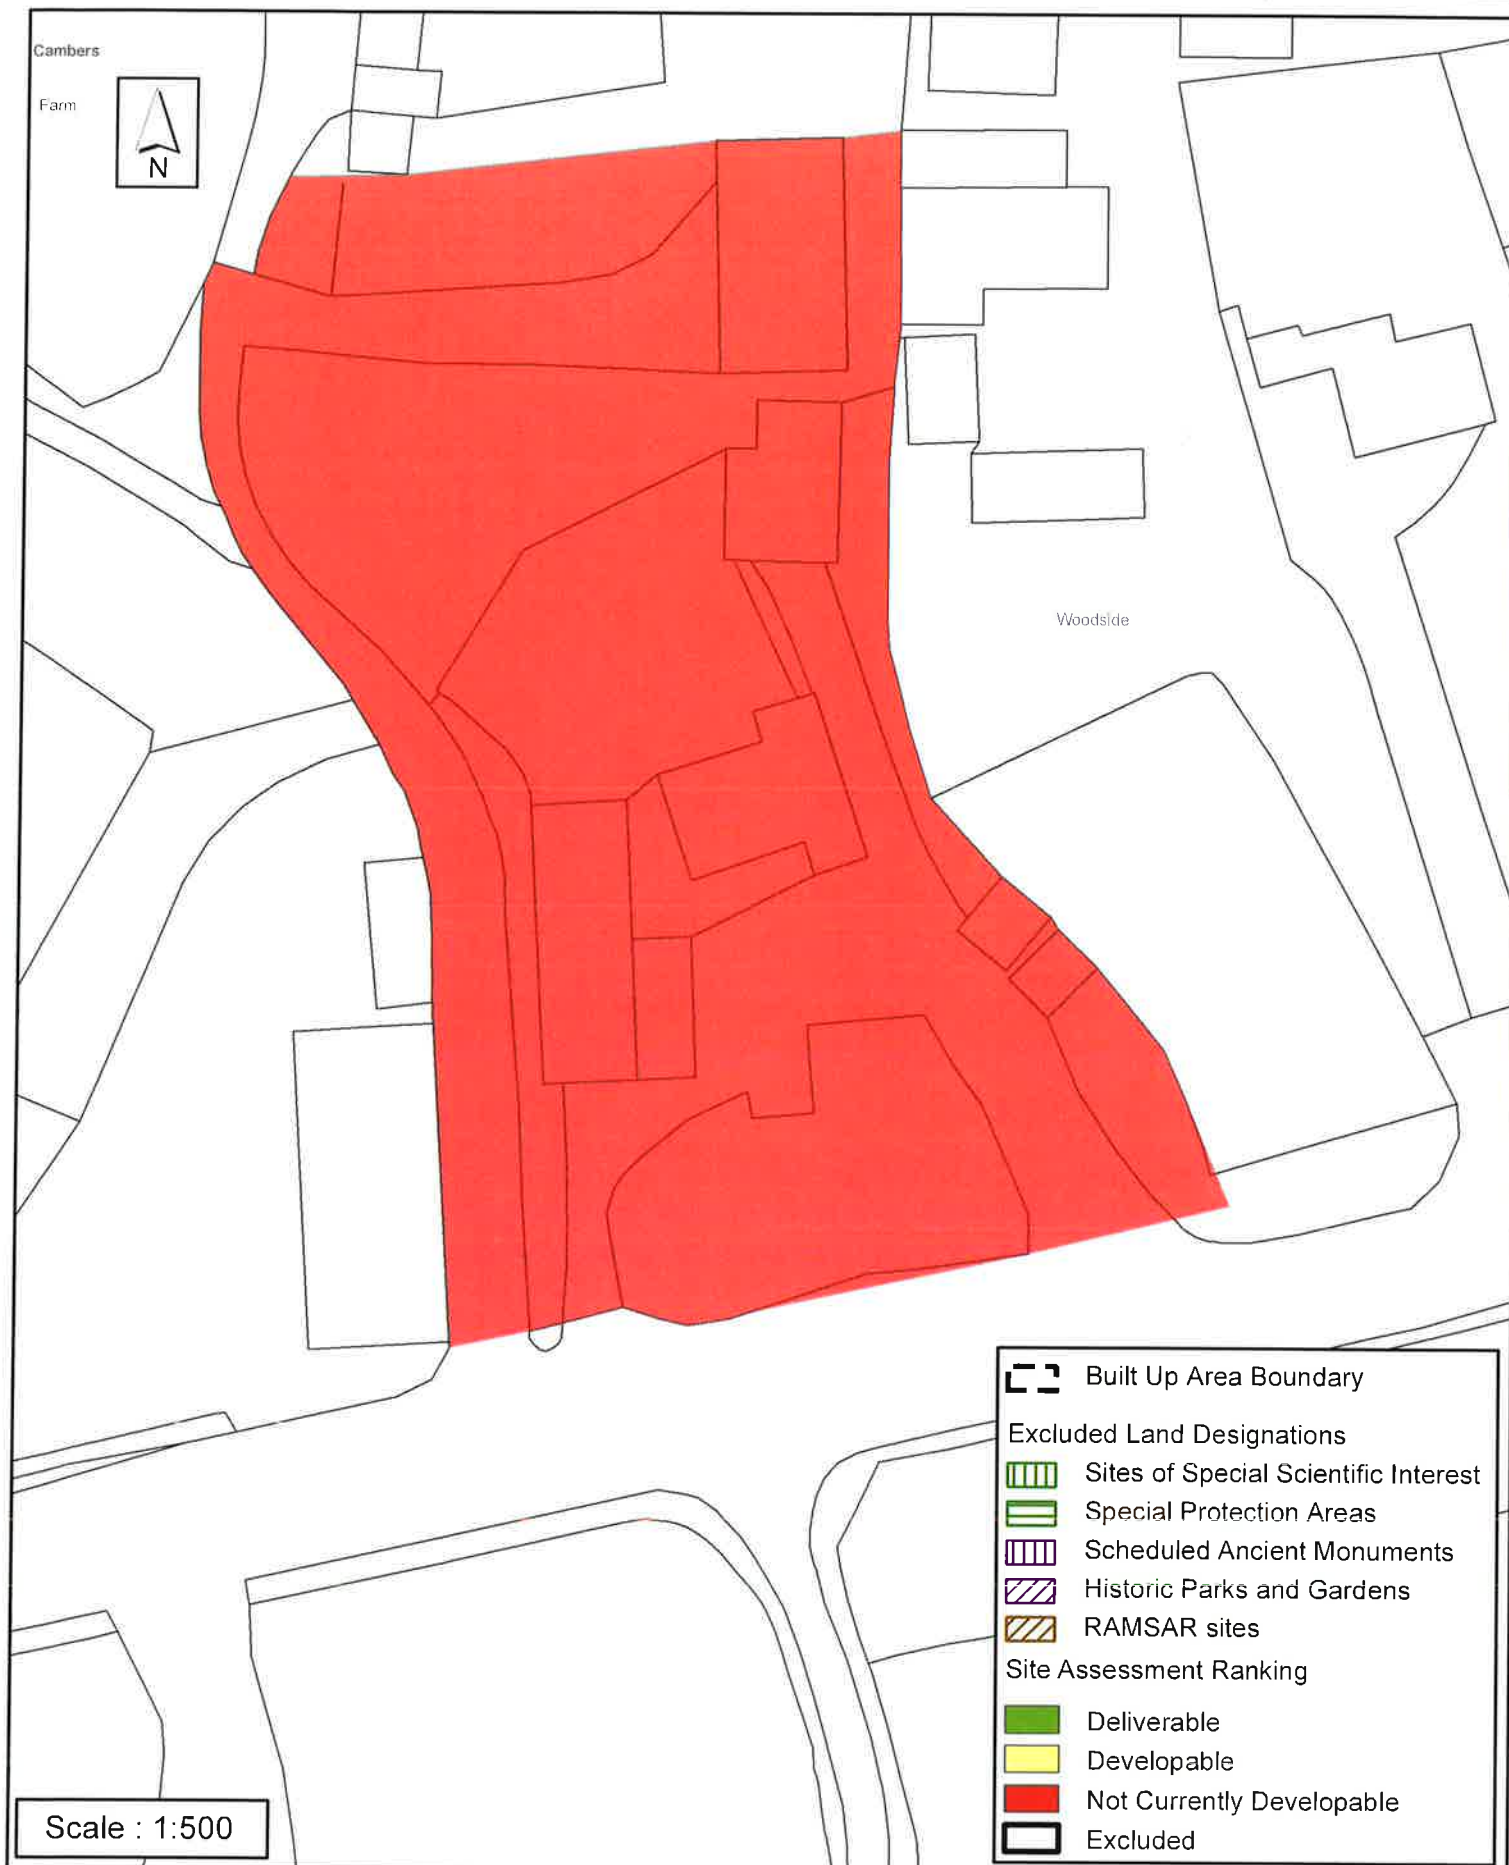 Cambers
Farm
N
Woodside
Built Up Area Boundary
Excluded Land Designations
Sites of Special Scientific Interest
Special Protection Areas
Scheduled Ancient Monuments
Historic Parks and Gardens
RAMSAR sites
Site Assessment Ranking
Deliverable
Developable
Not Currently Developable
Excluded
Scale : 1:500